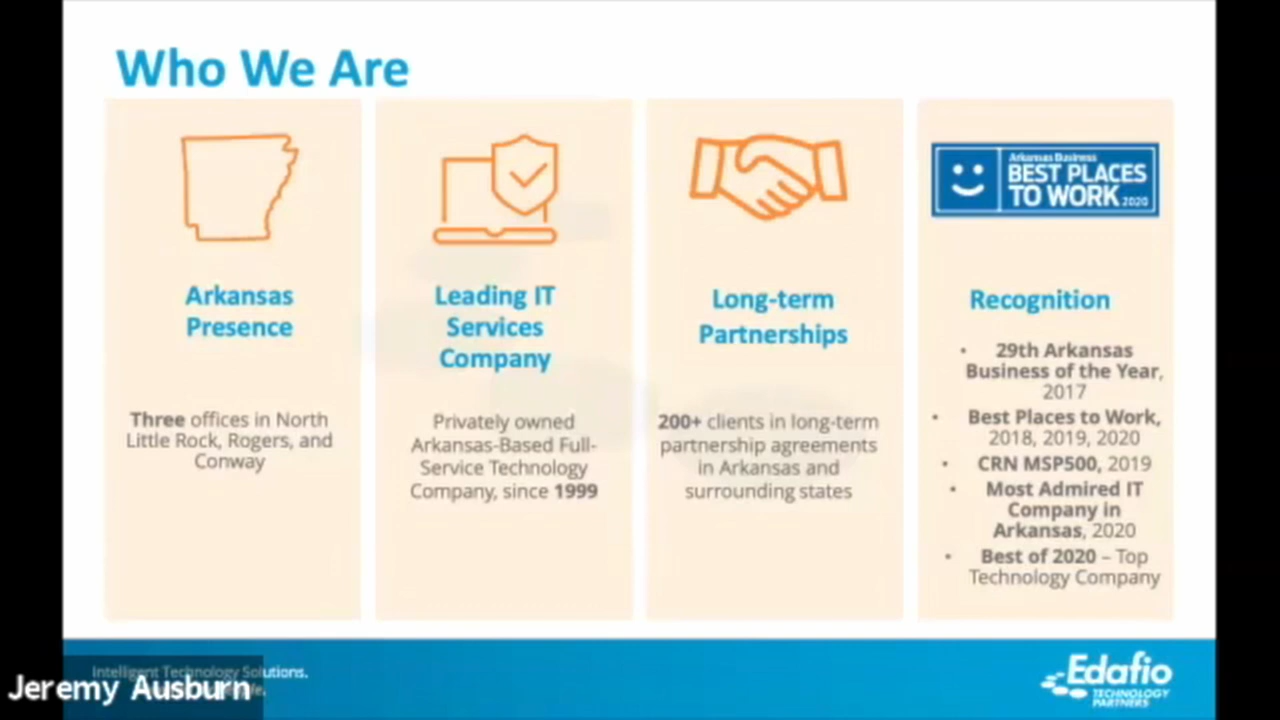 Who We Are
Arkansas
Presence
Three offices in North
Little Rock, Rogers, and
Conway
Leading IT
Services
Company
Privately owned
Arkansas-Based Full-
Service Technology
Company, since 1999
Long-term
Partnerships
200+ clients in long-term
partnership agreements
in Arkansas and
surrounding states
Arkansas Business
BEST PLACES
TO WORK 2020
Recognition
• 29th Arkansas
Business of the Year,
2017
• Best Places to Work,
2018, 2019, 2020
• CRN MSP500, 2019
• Most Admired IT
Company in
Arkansas, 2020
• Best of 2020 – Top
Technology Company
Intelligent Technology Solutions.
Jeremy Ausburn
Edafio
TECHNOLOGY
PARTNERS